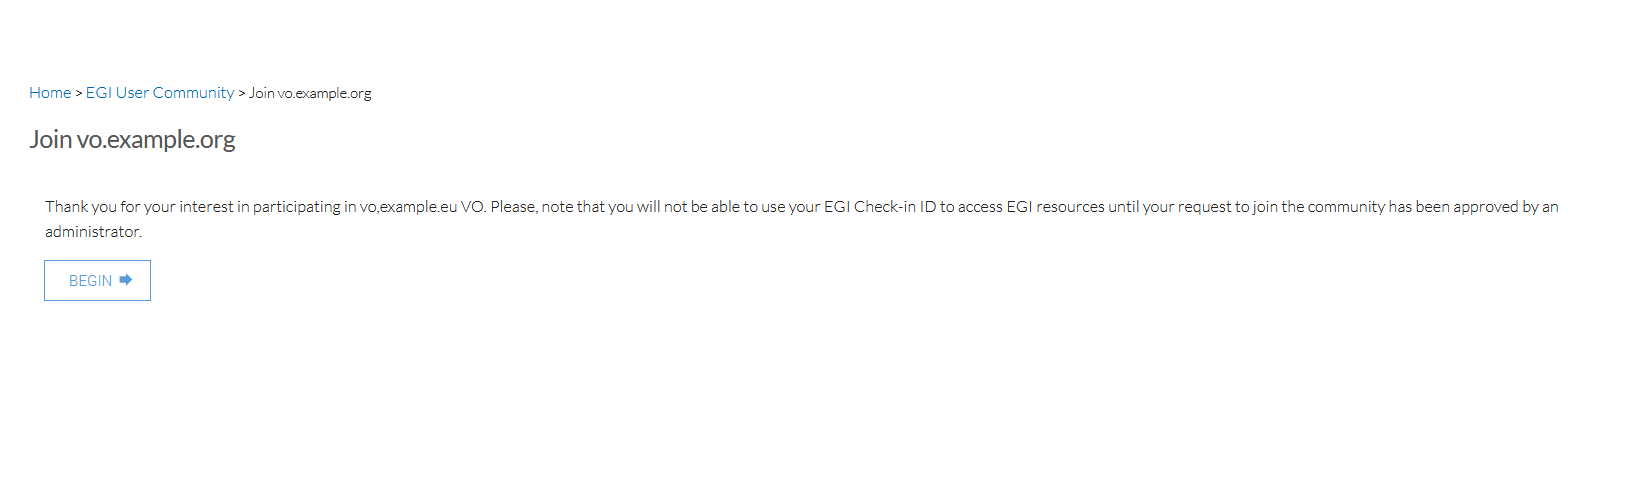 Home > EGI User Community > Join vo.example.org
Join vo.example.org
Thank you for your interest in participating in vo,example.eu VO. Please, note that you will not be able to use your EGI Check-in ID to access EGI resources until your request to join the community has been approved by an
administrator.
BEGIN